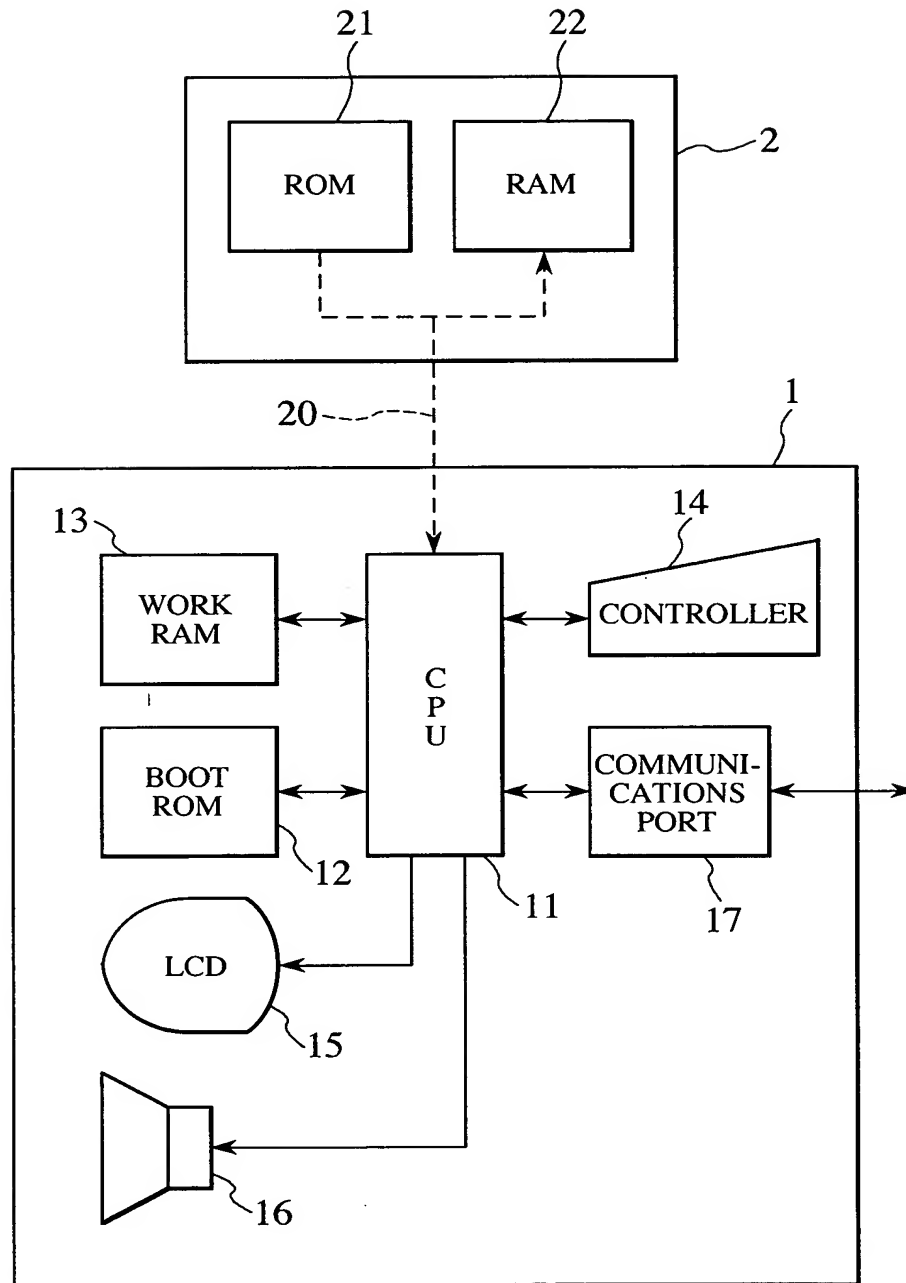 21
22
ROM
RAM
2
20
1
13
14
WORK
RAM
C
P
U
CONTROLLER
BOOT
ROM
COMMUNI-
CATIONS
PORT
12
11
17
LCD
15
16